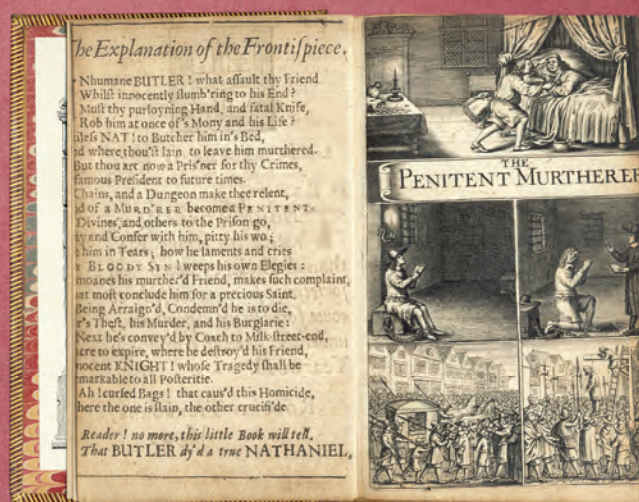 he Explanation of the Frontiſpiece.
Nhumane BUTLER! what aſſault thy Friend
Whilſt innocently ſlumb'ring to his End?
Muſt thy purloyning Hand, and fatal Knife,
Rob him at once of's Mony and his Life?
ileſs NAT! to Butcher him in's Bed,
nd where thou'ſt lain, to leave him murthered.
But thou art now a Pris'ner for thy Crimes,
famous Preſident to future times.
Chains, and a Dungeon make thee relent,
nd of a MURD'RER become a PENITENT.
Divines, and others to the Priſon go,
ay and Confer with him, pitty his wo;
him in Tears; how he laments and cries
BLOODY SIN! weeps his own Elegies:
moanes his murther'd Friend, makes ſuch complaint,
at moſt conclude him for a precious Saint.
Being Arraign'd, Condemn'd he is to die,
r's Theft, his Murder, and his Burglarie:
Next he's convey'd by Coach to Milk-ſtreet-end,
ere to expire, where he deſtroy'd his Friend,
nocent KNIGHT! whoſe Tragedy ſhall be
markable to all Poſteritie.
Ah! curſed Bags! that caus'd this Homicide,
here the one is ſlain, the other crucifi'de
Reader! no more, this little Book will tell,
That BUTLER dy'd a true NATHANIEL.
THE
PENITENT MURTHERER